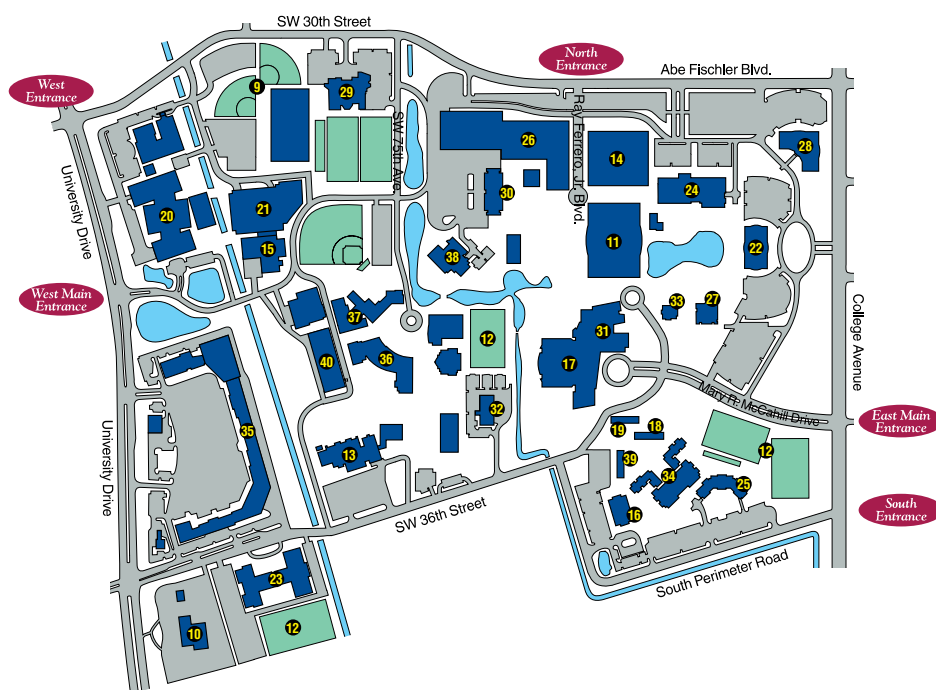 SW 30th Street
North
Entrance
Abe Fischler Blvd.
West
Entrance
9
29
SW 75th Ave.
Ray Ferrero, Jr. Blvd.
26
14
28
30
24
20
21
University Drive
15
11
22
38
West Main
Entrance
33
27
College Avenue
37
12
31
40
36
17
Mary R. McCahill Drive
32
East Main
Entrance
19
18
35
12
University Drive
13
39
34
25
16
South
Entrance
SW 36th Street
South Perimeter Road
23
10
12